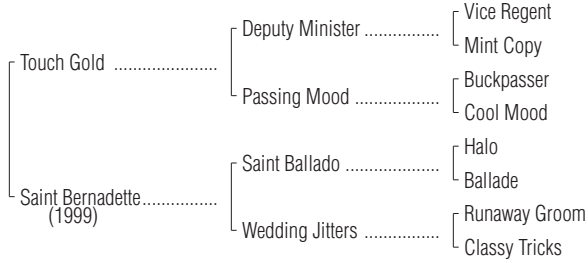 Vice Regent
Deputy Minister ..................
Mint Copy
Touch Gold ......................
Buckpasser
Passing Mood ....................
Cool Mood
Halo
Saint Ballado ......................
Ballade
Saint Bernadette................
(1999)
Runaway Groom
Wedding Jitters ..................
Classy Tricks